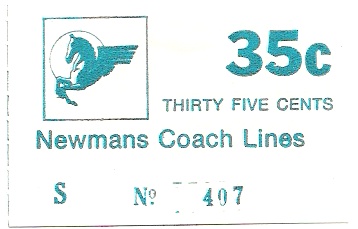 35c
THIRTY FIVE CENTS
Newmans Coach Lines
S Nº 407